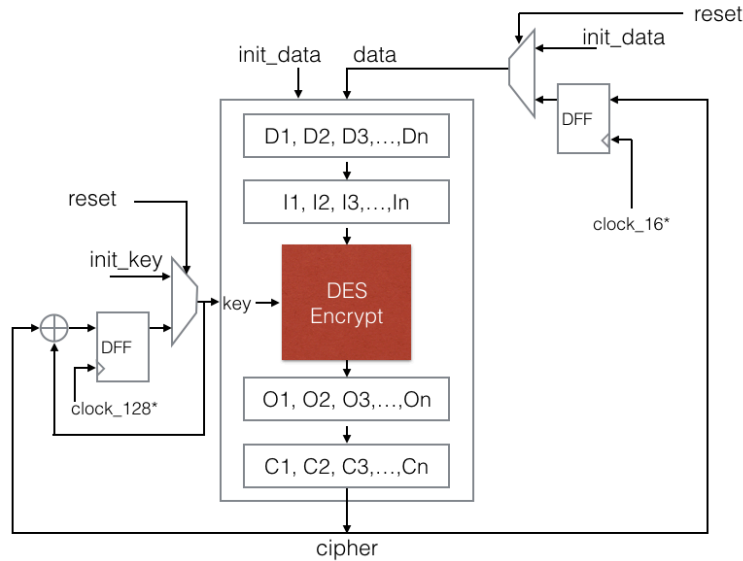 reset
init_data
init_data
data
DFF
D1, D2, D3,...,Dn
reset
I1, I2, I3,...,In
clock_16*
init_key
DES
Encrypt
key
DFF
clock_128*
O1, O2, O3,...,On
C1, C2, C3,...,Cn
cipher